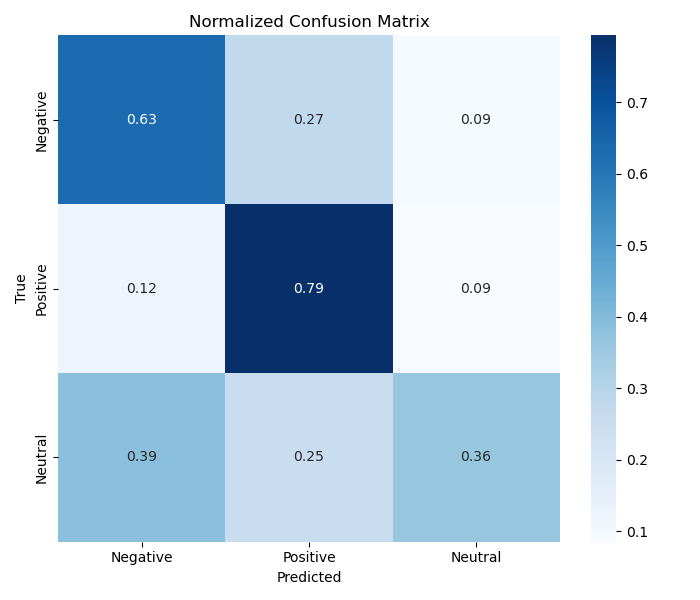 Normalized Confusion Matrix
Negative 0.63 0.27 0.09
True
Positive 0.12 0.79 0.09
Neutral 0.39 0.25 0.36
Negative Positive Neutral
Predicted
0.7
0.6
0.5
0.4
0.3
0.2
0.1